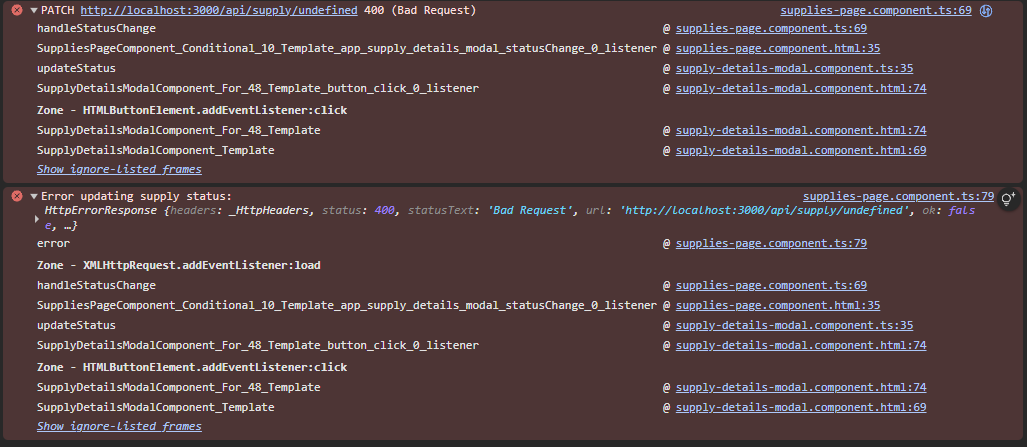 PATCH http://localhost:3000/api/supply/undefined 400 (Bad Request) supplies-page.component.ts:69
handleStatusChange @ supplies-page.component.ts:69
SuppliesPageComponent_Conditional_10_Template_app_supply_details_modal_statusChange_0_listener @ supplies-page.component.html:35
updateStatus @ supply-details-modal.component.ts:35
SupplyDetailsModalComponent_For_48_Template_button_click_0_listener @ supply-details-modal.component.html:74
Zone - HTMLButtonElement.addEventListener:click
SupplyDetailsModalComponent_For_48_Template @ supply-details-modal.component.html:74
SupplyDetailsModalComponent_Template @ supply-details-modal.component.html:69
Show ignore-listed frames
Error updating supply status: supplies-page.component.ts:79
HttpErrorResponse {headers: _HttpHeaders, status: 400, statusText: 'Bad Request', url: 'http://localhost:3000/api/supply/undefined', ok: fals
e, …}
error @ supplies-page.component.ts:79
Zone - XMLHttpRequest.addEventListener:load
handleStatusChange @ supplies-page.component.ts:69
SuppliesPageComponent_Conditional_10_Template_app_supply_details_modal_statusChange_0_listener @ supplies-page.component.html:35
updateStatus @ supply-details-modal.component.ts:35
SupplyDetailsModalComponent_For_48_Template_button_click_0_listener @ supply-details-modal.component.html:74
Zone - HTMLButtonElement.addEventListener:click
SupplyDetailsModalComponent_For_48_Template @ supply-details-modal.component.html:74
SupplyDetailsModalComponent_Template @ supply-details-modal.component.html:69
Show ignore-listed frames